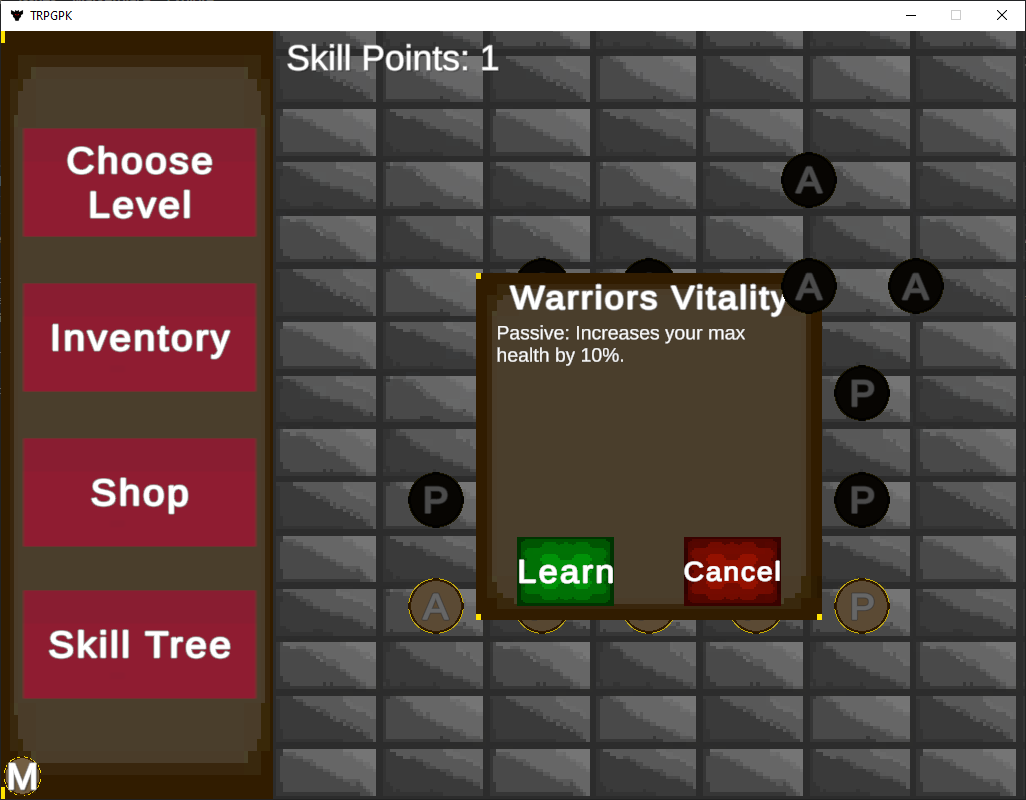 TRPGPK
Skill Points: 1
Choose
Level
Inventory
Shop
Skill Tree
M
A
A
A
Warriors Vitality
Passive: Increases your max
health by 10%.
P
P
P
Learn
Cancel
A
P